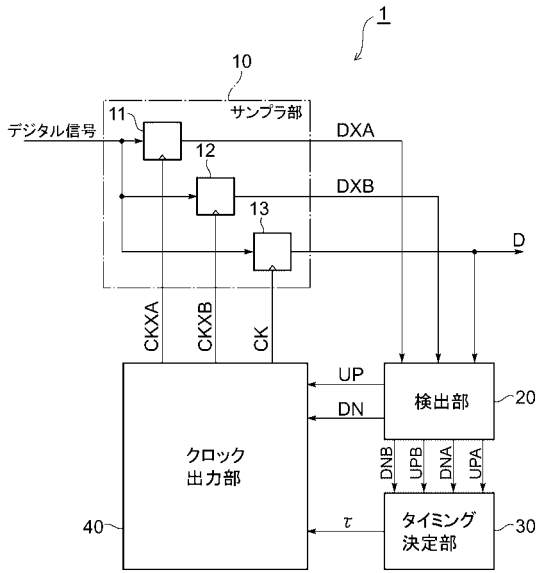 1
10
サンプラ部
11
デジタル信号
DXA
12
DXB
13
D
CKXA
CKXB
CK
UP
DN
検出部
20
クロック
出力部
DNB
UPB
DNA
UPA
40
τ
タイミング
決定部
30